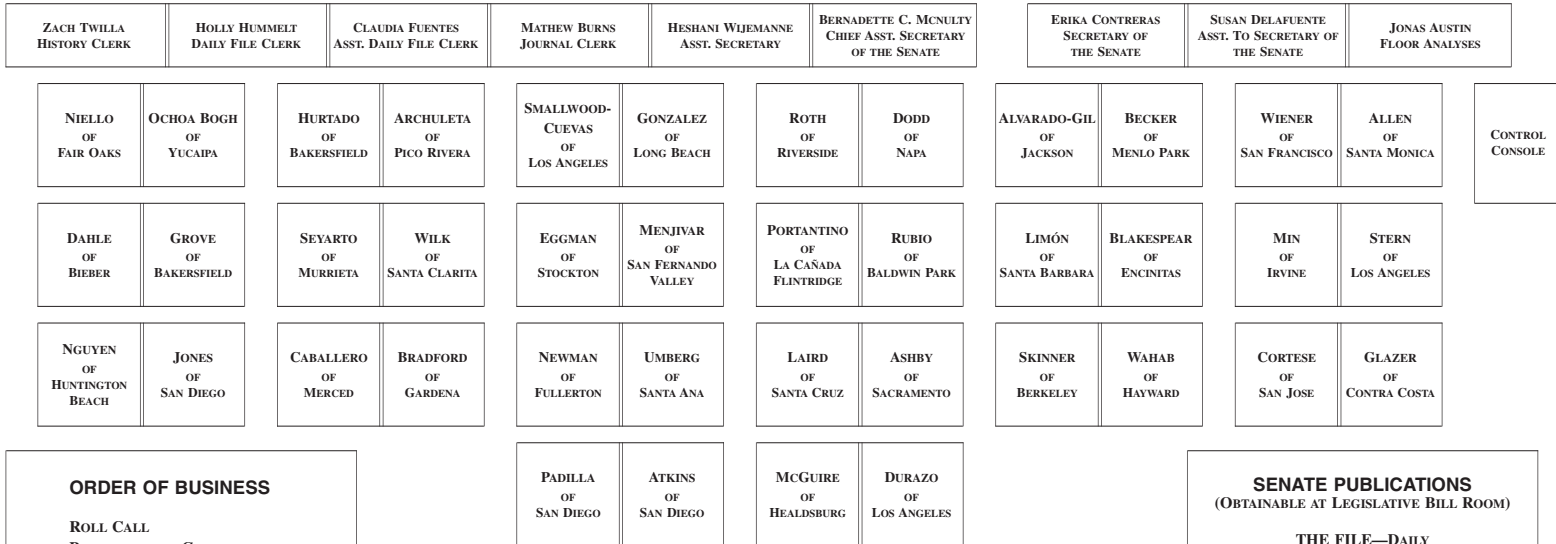 ZACH TWILLA
HISTORY CLERK
HOLLY HUMMELT
DAILY FILE CLERK
CLAUDIA FUENTES
ASST. DAILY FILE CLERK
MATHEW BURNS
JOURNAL CLERK
HESHANI WIJEMANNE
ASST. SECRETARY
BERNADETTE C. MCNULTY
CHIEF ASST. SECRETARY
OF THE SENATE
ERIKA CONTRERAS
SECRETARY OF
THE SENATE
SUSAN DELAFUENTE
ASST. TO SECRETARY OF
THE SENATE
JONAS AUSTIN
FLOOR ANALYSES
NIELLO
OF
FAIR OAKS
OCHOA BOGH
OF
YUCAIPA
HURTADO
OF
BAKERSFIELD
ARCHULETA
OF
PICO RIVERA
SMALLWOOD-
CUEVAS
OF
LOS ANGELES
GONZALEZ
OF
LONG BEACH
ROTH
OF
RIVERSIDE
DODD
OF
NAPA
ALVARADO-GIL
OF
JACKSON
BECKER
OF
MENLO PARK
WIENER
OF
SAN FRANCISCO
ALLEN
OF
SANTA MONICA
CONTROL
CONSOLE
DAHLE
OF
BIEBER
GROVE
OF
BAKERSFIELD
SEYARTO
OF
MURRIETA
WILK
OF
SANTA CLARITA
EGGMAN
OF
STOCKTON
MENJIVAR
OF
SAN FERNANDO
VALLEY
PORTANTINO
OF
LA CAÑADA
FLINTRIDGE
RUBIO
OF
BALDWIN PARK
LIMÓN
OF
SANTA BARBARA
BLAKESPEAR
OF
ENCINITAS
MIN
OF
IRVINE
STERN
OF
LOS ANGELES
NGUYEN
OF
HUNTINGTON
BEACH
JONES
OF
SAN DIEGO
CABALLERO
OF
MERCED
BRADFORD
OF
GARDENA
NEWMAN
OF
FULLERTON
UMBERG
OF
SANTA ANA
LAIRD
OF
SANTA CRUZ
ASHBY
OF
SACRAMENTO
SKINNER
OF
BERKELEY
WAHAB
OF
HAYWARD
CORTESE
OF
SAN JOSE
GLAZER
OF
CONTRA COSTA
PADILLA
OF
SAN DIEGO
ATKINS
OF
SAN DIEGO
MCGUIRE
OF
HEALDSBURG
DURAZO
OF
LOS ANGELES
ORDER OF BUSINESS
ROLL CALL
SENATE PUBLICATIONS
(OBTAINABLE AT LEGISLATIVE BILL ROOM)
THE FILE—DAILY